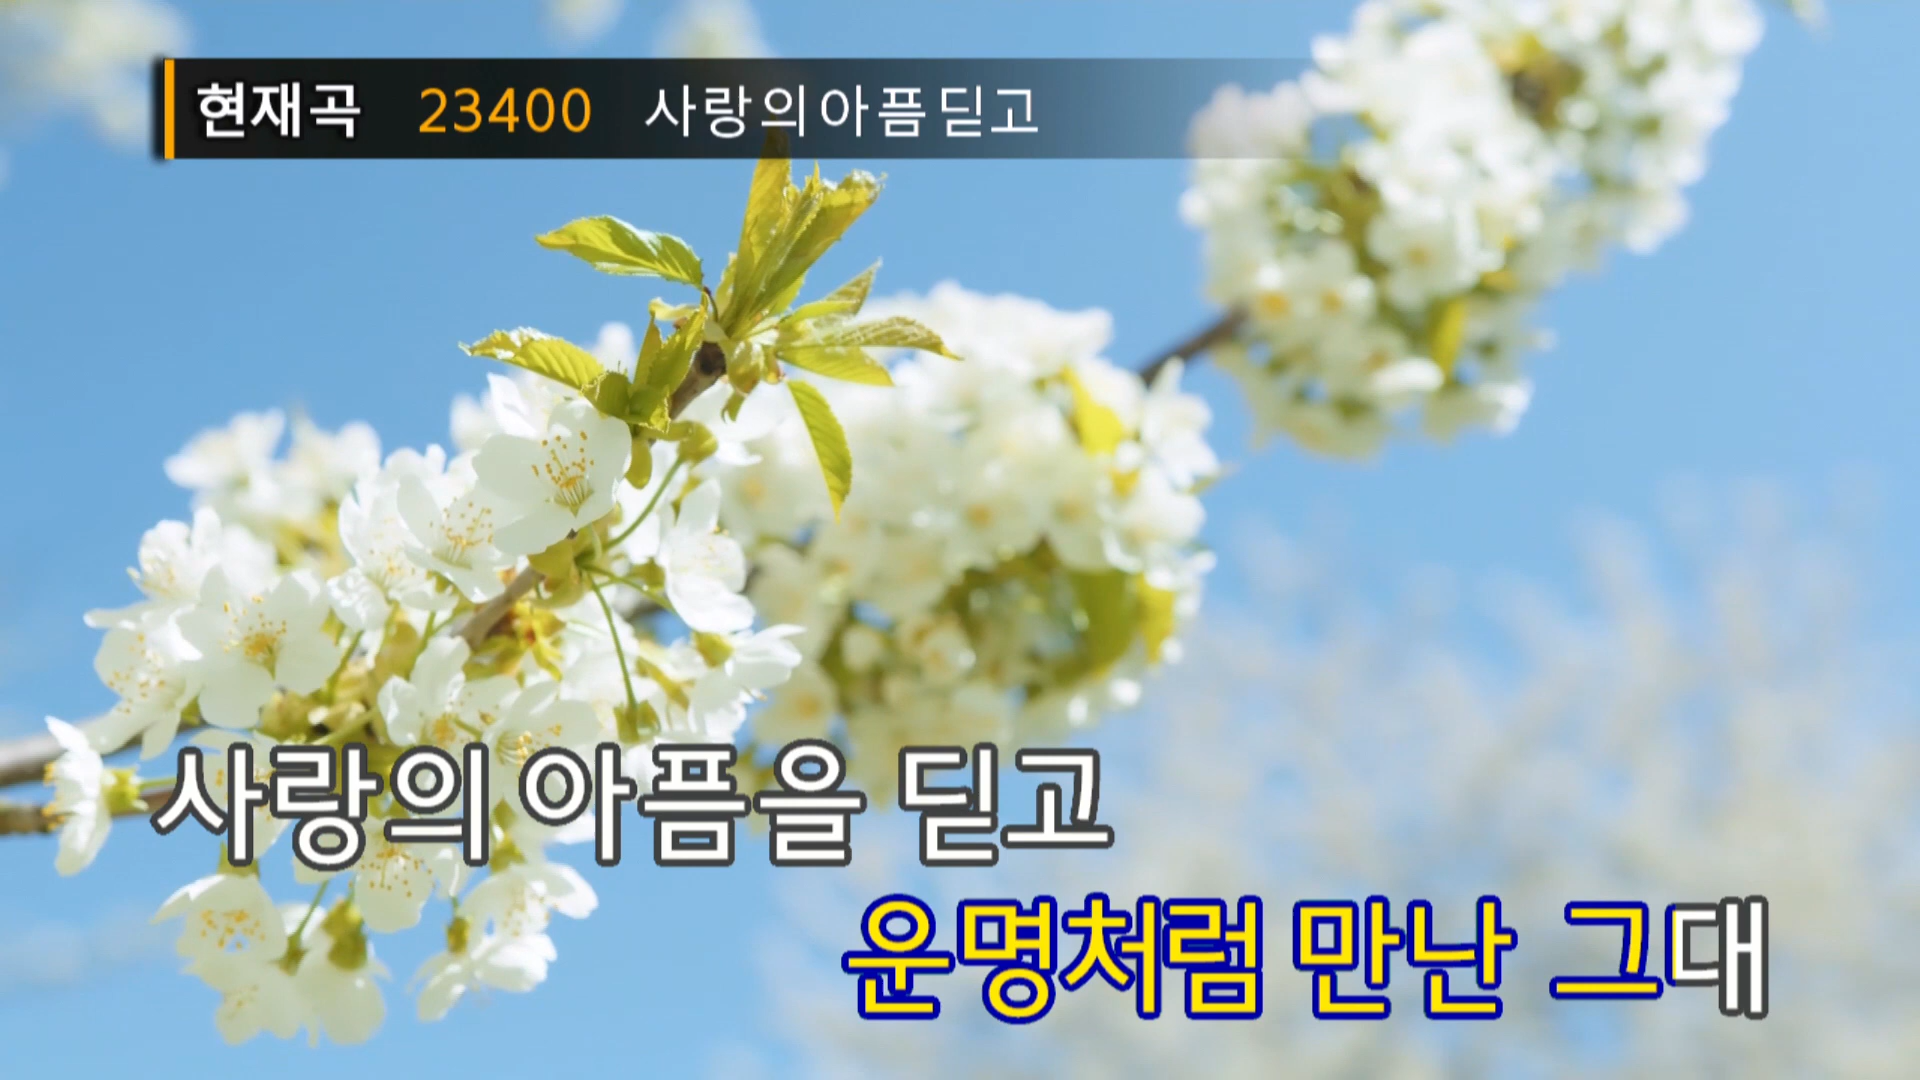 현재곡 23400 사랑의아픔딛고
사랑의 아픔을 딛고
운명처럼 만난 그대